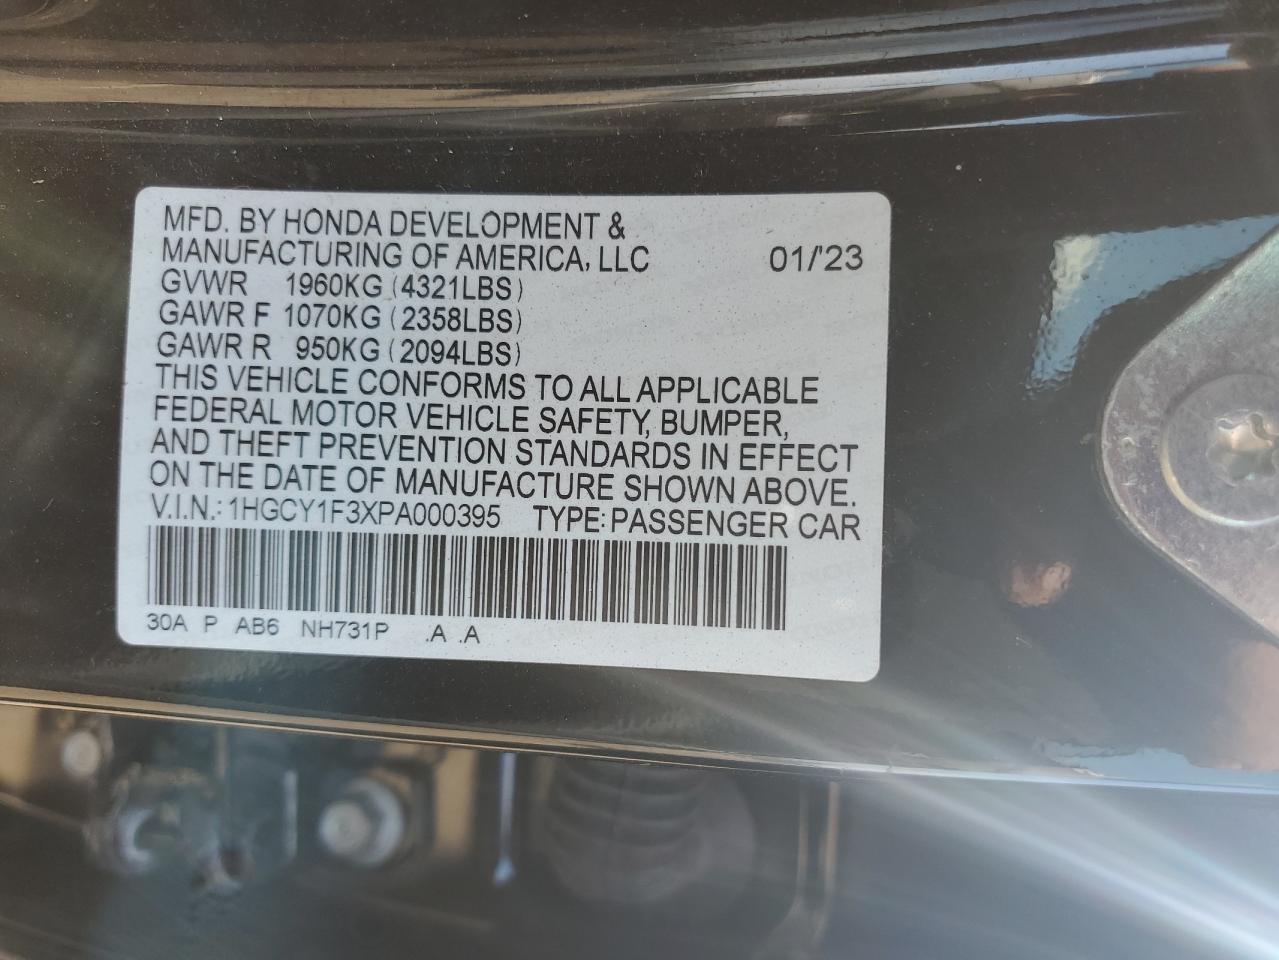 MFD. BY HONDA DEVELOPMENT &
MANUFACTURING OF AMERICA, LLC 01/'23
GVWR 1960KG (4321LBS)
GAWR F 1070KG (2358LBS)
GAWR R 950KG (2094LBS)
THIS VEHICLE CONFORMS TO ALL APPLICABLE
FEDERAL MOTOR VEHICLE SAFETY, BUMPER,
AND THEFT PREVENTION STANDARDS IN EFFECT
ON THE DATE OF MANUFACTURE SHOWN ABOVE.
V.I.N.: 1HGCY1F3XPA000395 TYPE: PASSENGER CAR
30A P AB6 NH731P .A .A